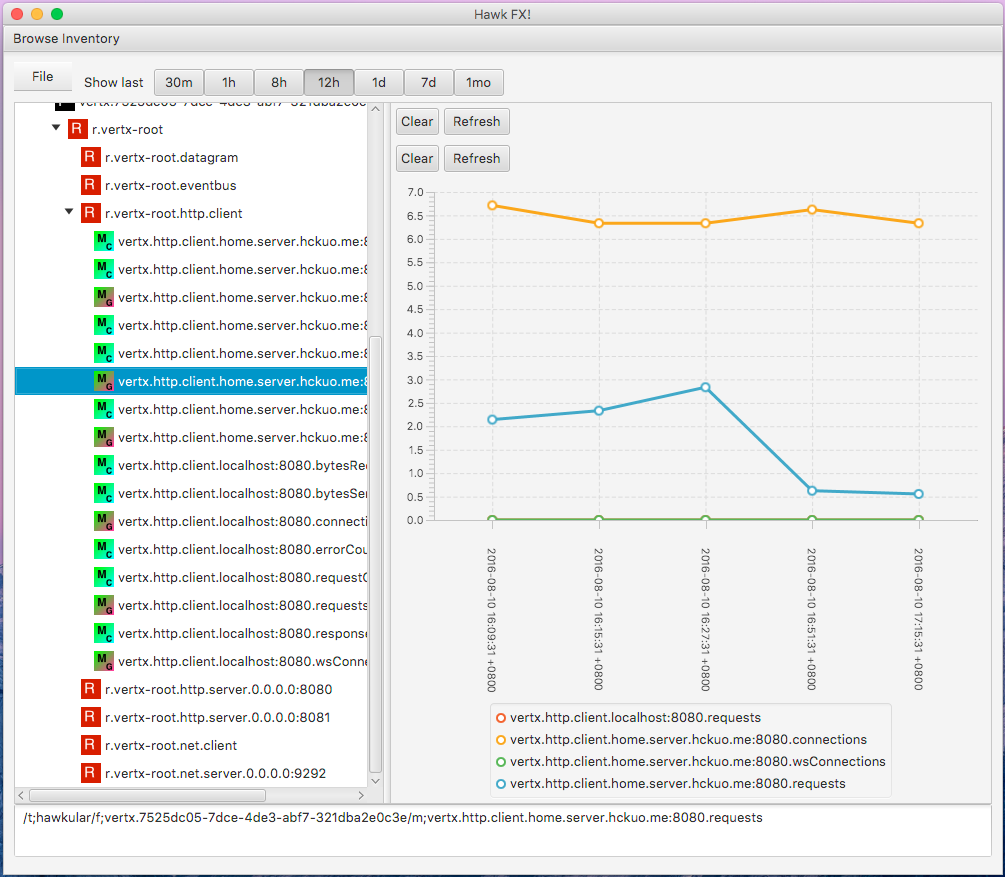 Hawk FX!
Browse Inventory
File
Show last 30m 1h 8h 12h 1d 7d 1mo
vertx.7525dc05-7dce-4de3-abf7-321dba2e0c
R r.vertx-root
R r.vertx-root.datagram
R r.vertx-root.eventbus
R r.vertx-root.http.client
MC vertx.http.client.home.server.hckuo.me:8
MC vertx.http.client.home.server.hckuo.me:8
MG vertx.http.client.home.server.hckuo.me:8
MC vertx.http.client.home.server.hckuo.me:8
MC vertx.http.client.home.server.hckuo.me:8
MG vertx.http.client.home.server.hckuo.me:8
MC vertx.http.client.home.server.hckuo.me:8
MG vertx.http.client.home.server.hckuo.me:8
MC vertx.http.client.localhost:8080.bytesRe
MC vertx.http.client.localhost:8080.bytesSe
MG vertx.http.client.localhost:8080.connecti
MC vertx.http.client.localhost:8080.errorCou
MC vertx.http.client.localhost:8080.requestC
MG vertx.http.client.localhost:8080.requests
MC vertx.http.client.localhost:8080.response
MG vertx.http.client.localhost:8080.wsConne
R r.vertx-root.http.server.0.0.0.0:8080
R r.vertx-root.http.server.0.0.0.0:8081
R r.vertx-root.net.client
R r.vertx-root.net.server.0.0.0.0:9292
Clear Refresh
Clear Refresh
7.0
6.5
6.0
5.5
5.0
4.5
4.0
3.5
3.0
2.5
2.0
1.5
1.0
0.5
0.0
2016-08-10 16:09:31 +0800
2016-08-10 16:15:31 +0800
2016-08-10 16:27:31 +0800
2016-08-10 16:51:31 +0800
2016-08-10 17:15:31 +0800
vertx.http.client.localhost:8080.requests
vertx.http.client.home.server.hckuo.me:8080.connections
vertx.http.client.home.server.hckuo.me:8080.wsConnections
vertx.http.client.home.server.hckuo.me:8080.requests
/t;hawkular/f;vertx.7525dc05-7dce-4de3-abf7-321dba2e0c3e/m;vertx.http.client.home.server.hckuo.me:8080.requests